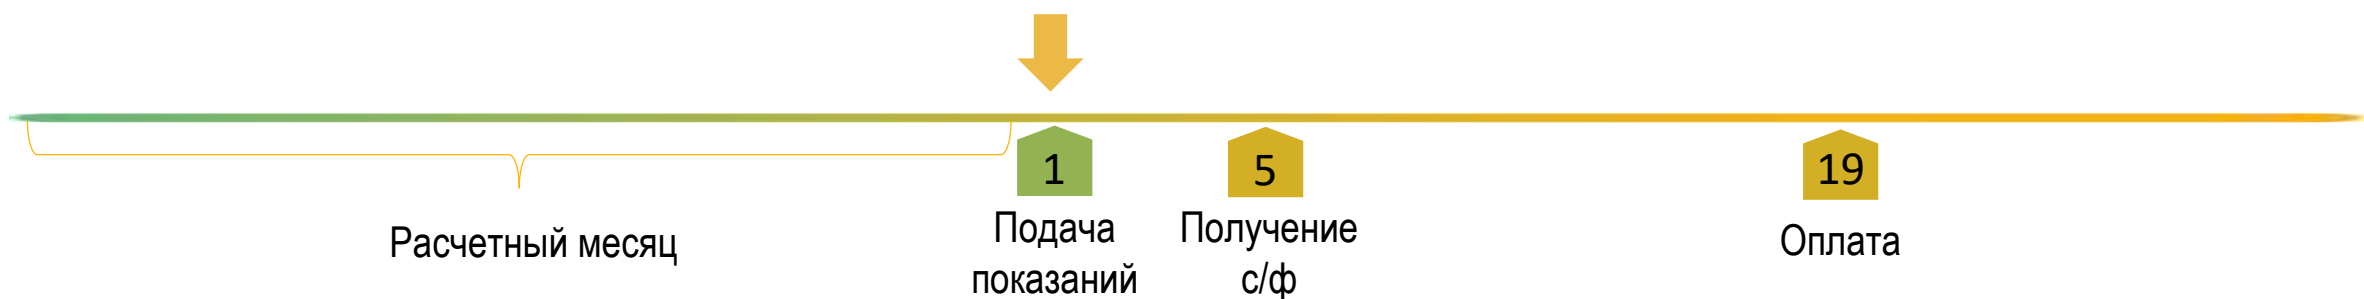 1
5
19
Расчетный месяц
Подача
показаний
Получение
с/ф
Оплата